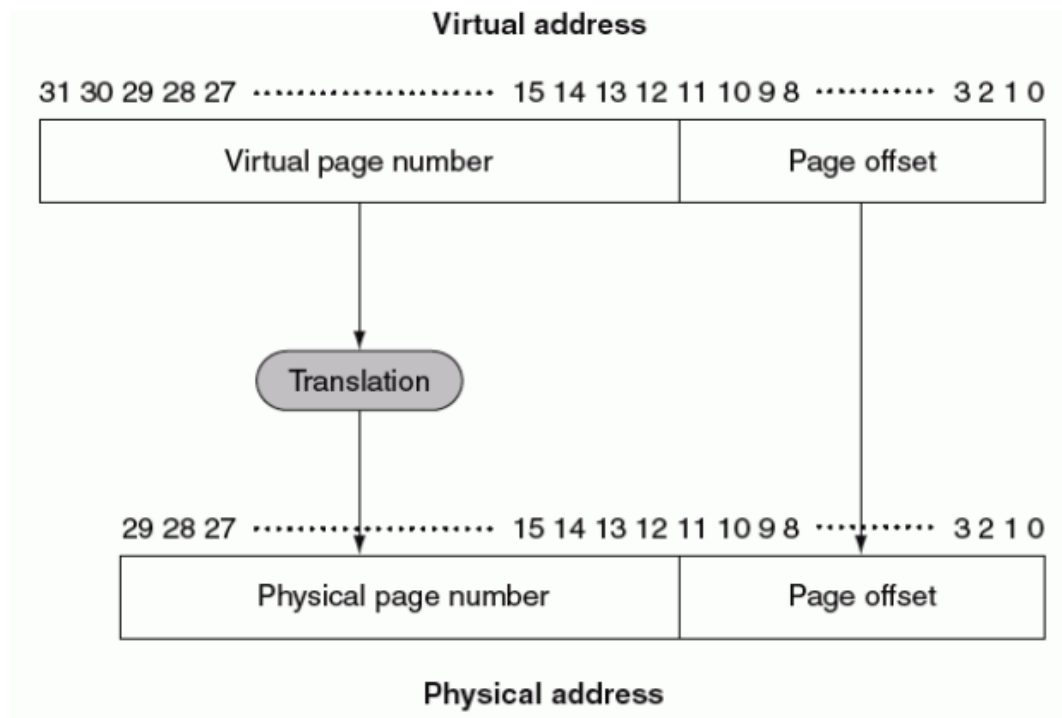 Virtual address
31 30 29 28 27 ..................... 15 14 13 12 11 10 9 8 ........... 3 2 1 0
Virtual page number Page offset
Translation
29 28 27 ..................... 15 14 13 12 11 10 9 8 ........... 3 2 1 0
Physical page number Page offset
Physical address